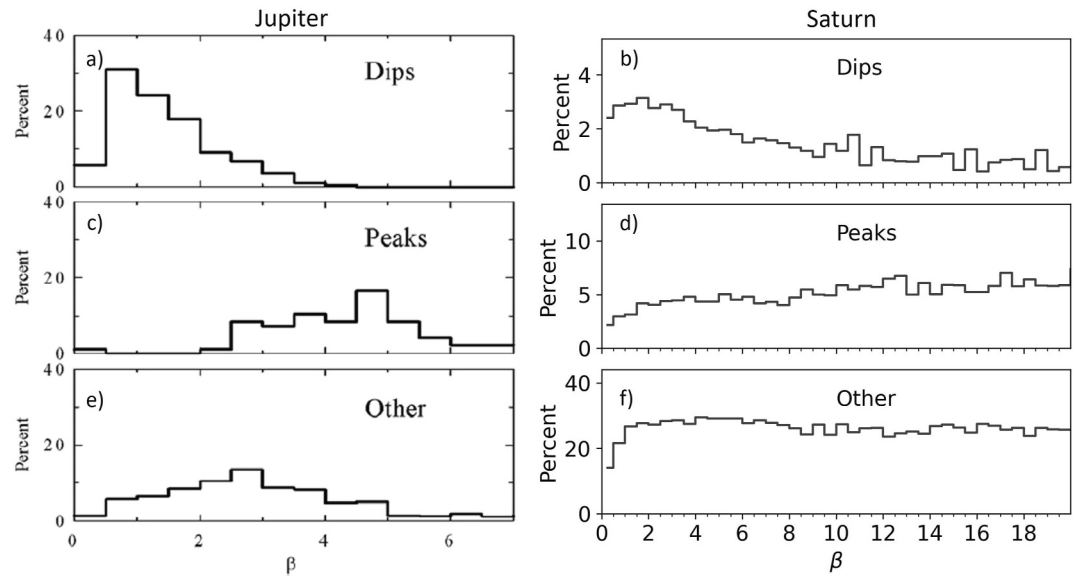 Jupiter
Saturn
40
20
0
Percent
a)
Dips
4
2
0
Percent
b)
Dips
40
20
0
Percent
c)
Peaks
10
5
0
Percent
d)
Peaks
40
20
0
Percent
e)
Other
0 2 4 6
β
40
20
0
Percent
f)
Other
0 2 4 6 8 10 12 14 16 18
β